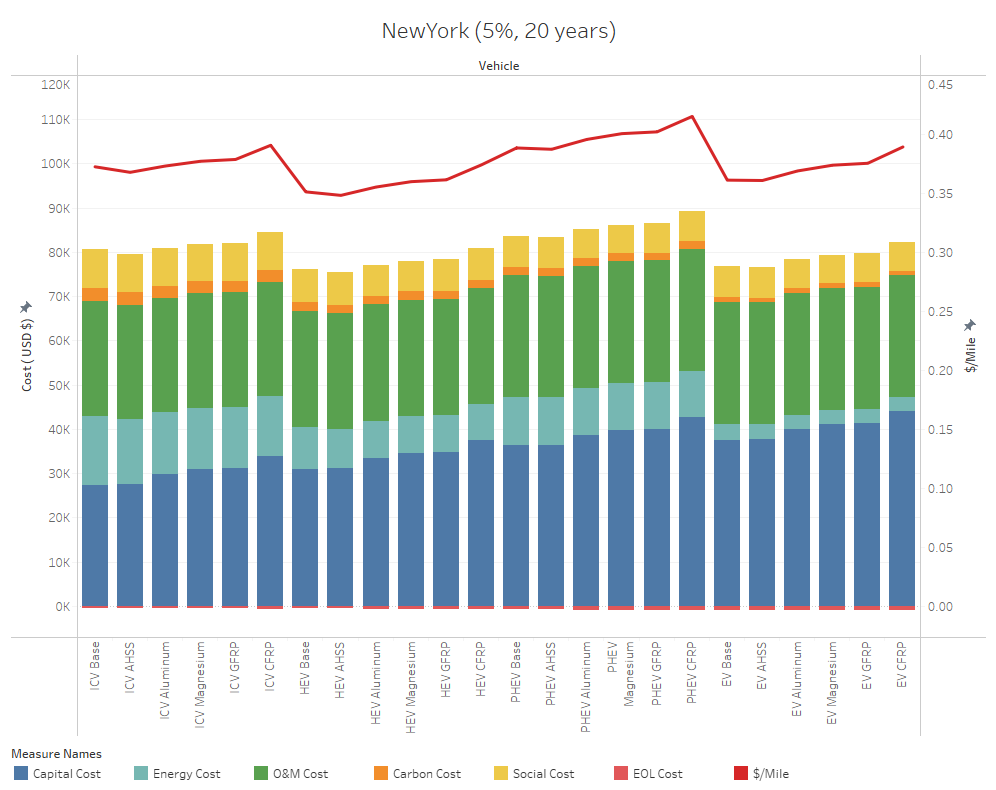 NewYork (5%, 20 years)
Vehicle
120K
110K
100K
90K
80K
70K
60K
50K
40K
30K
20K
10K
0K
Cost ( USD $)
0.45
0.40
0.35
0.30
0.25
0.20
0.15
0.10
0.05
0.00
$/Mile
ICV Base
ICV AHSS
ICV Aluminum
ICV Magnesium
ICV GFRP
ICV CFRP
HEV Base
HEV AHSS
HEV Aluminum
HEV Magnesium
HEV GFRP
HEV CFRP
PHEV Base
PHEV AHSS
PHEV Aluminum
PHEV
Magnesium
PHEV GFRP
PHEV CFRP
EV Base
EV AHSS
EV Aluminum
EV Magnesium
EV GFRP
EV CFRP
Measure Names
Capital Cost
Energy Cost
O&M Cost
Carbon Cost
Social Cost
EOL Cost
$/Mile